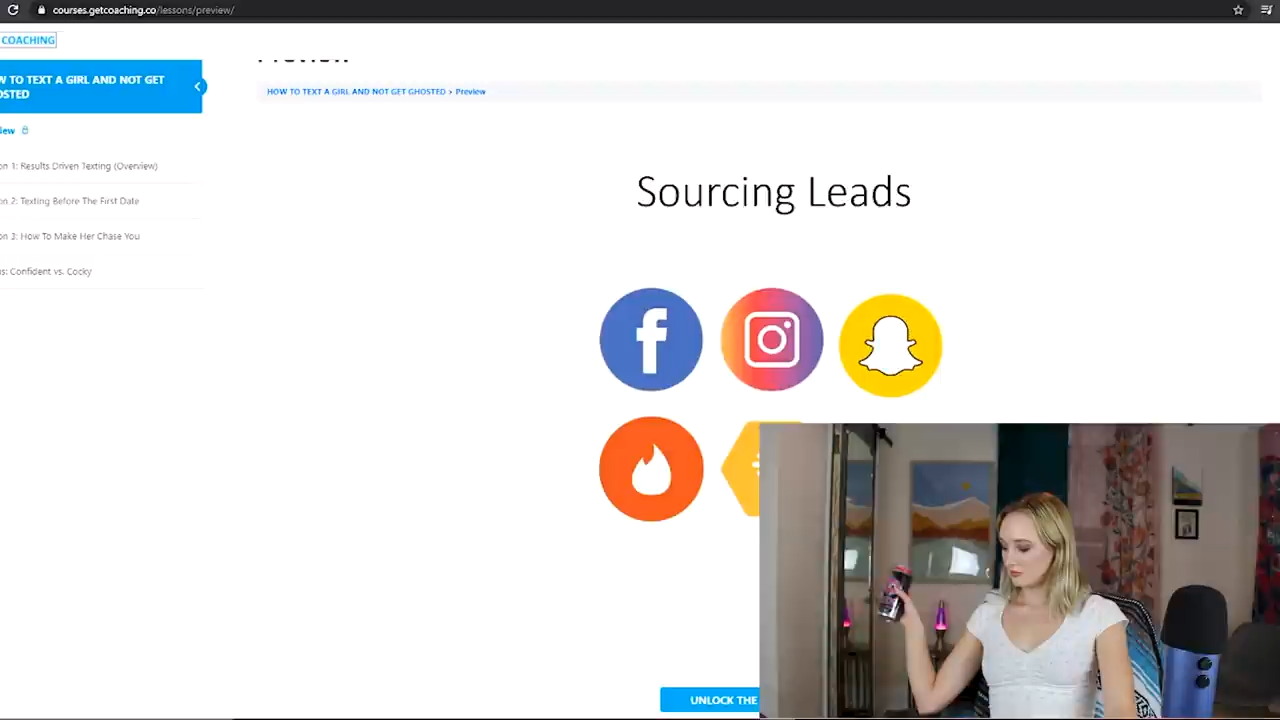 courses.getcoaching.co/lessons/preview/
COACHING
W TO TEXT A GIRL AND NOT GET
OSTED
iew
Preview
HOW TO TEXT A GIRL AND NOT GET GHOSTED > Preview
on 1: Results Driven Texting (Overview)
on 2: Texting Before The First Date
on 3: How To Make Her Chase You
s: Confident vs. Cocky
Sourcing Leads
UNLOCK THE